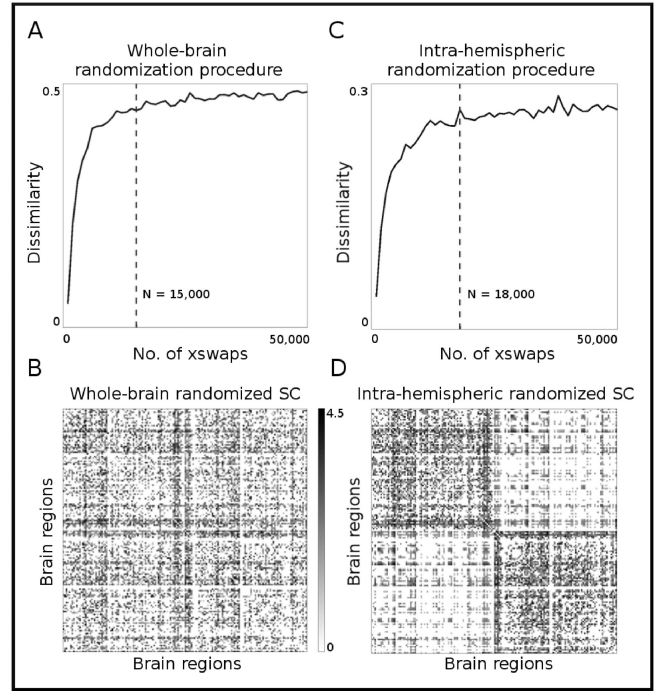 A
Whole-brain
randomization procedure
0.5
Dissimilarity
N = 15,000
0
0
50,000
No. of xswaps
C
Intra-hemispheric
randomization procedure
0.3
Dissimilarity
N = 18,000
0
0
50,000
No. of xswaps
B
Whole-brain randomized SC
Brain regions
Brain regions
4.5
0
D
Intra-hemispheric randomized SC
Brain regions
Brain regions